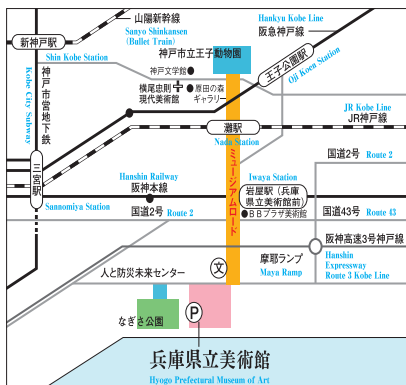 山陽新幹線
Sanyo Shinkansen
(Bullet Train)
Hankyu Kobe Line
阪急神戸線
新神戸駅
Shin Kobe Station
神戸市立王子動物園
神戸文学館
王子公園駅
Oji Koen Station
横尾忠則
現代美術館
原田の森
ギャラリー
神戸市営地下鉄
Kobe City Subway
JR Kobe Line
JR神戸線
灘駅
Nada Station
ミュージアムロード
国道2号 Route 2
三宮駅
Sannomiya Station
Hanshin Railway
阪神本線
Iwaya Station
岩屋駅（兵庫
県立美術館前）
国道2号 Route 2
BBプラザ美術館
国道43号 Route 43
阪神高速3号神戸線
Hanshin
Expressway
Route 3 Kobe Line
摩耶ランプ
Maya Ramp
人と防災未来センター
文
なぎさ公園
P
兵庫県立美術館
Hyogo Prefectural Museum of Art